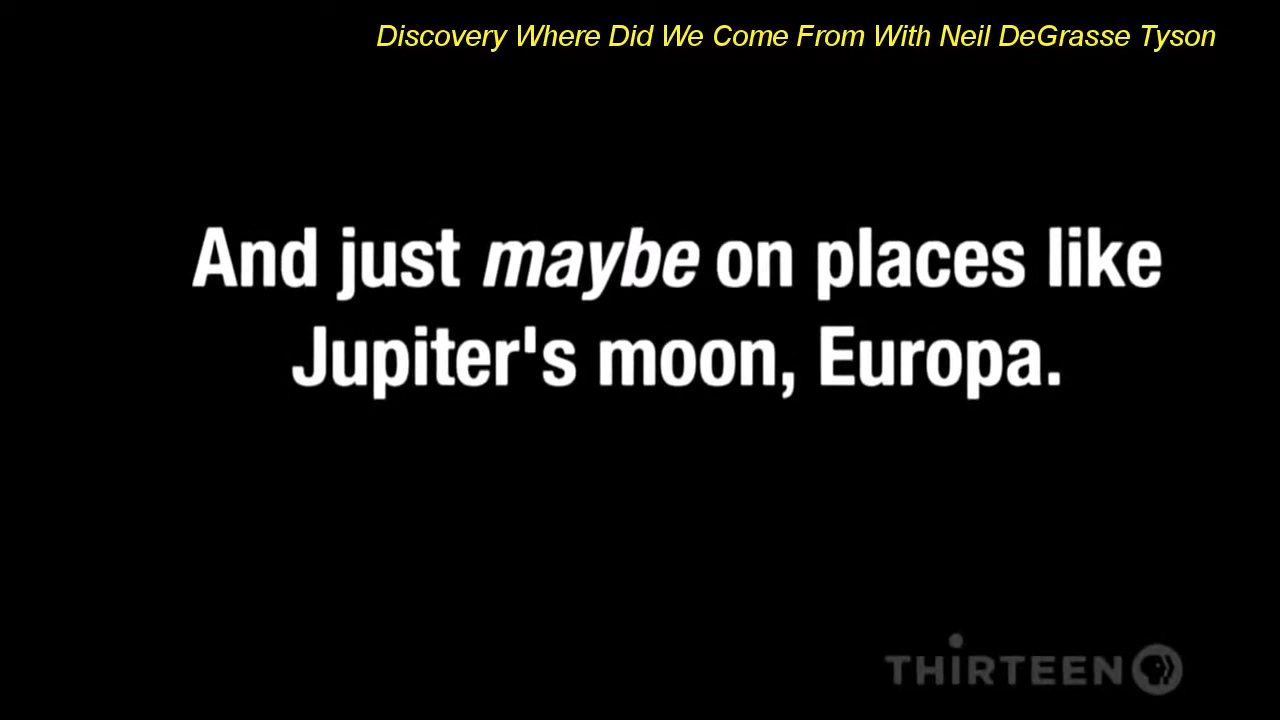 Discovery Where Did We Come From With Neil DeGrasse Tyson
And just maybe on places like
Jupiter's moon, Europa.
THIRTEEN